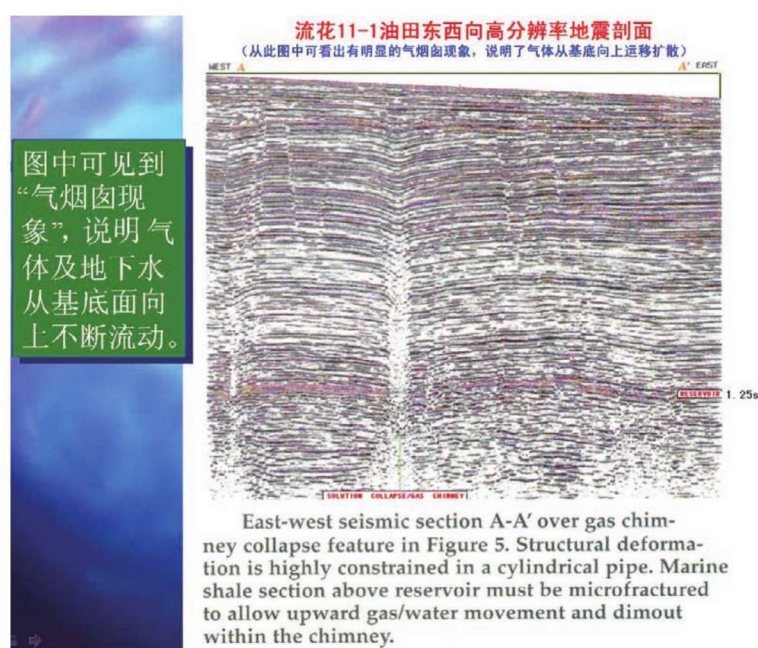 流花11-1油田东西向高分辨率地震剖面
(从此图中可看出有明显的气烟囱现象，说明了气体从基底向上运移扩散)
WEST A
A' EAST
图中可见到
“气烟囱现
象”，说明气
体及地下水
从基底面向
上不断流动。
RESERVOIR 1.25s
SOLUTION COLLAPSE/GAS CHIMNEY
East-west seismic section A-A' over gas chim-
ney collapse feature in Figure 5. Structural deforma-
tion is highly constrained in a cylindrical pipe. Marine
shale section above reservoir must be microfractured
to allow upward gas/water movement and dimout
within the chimney.